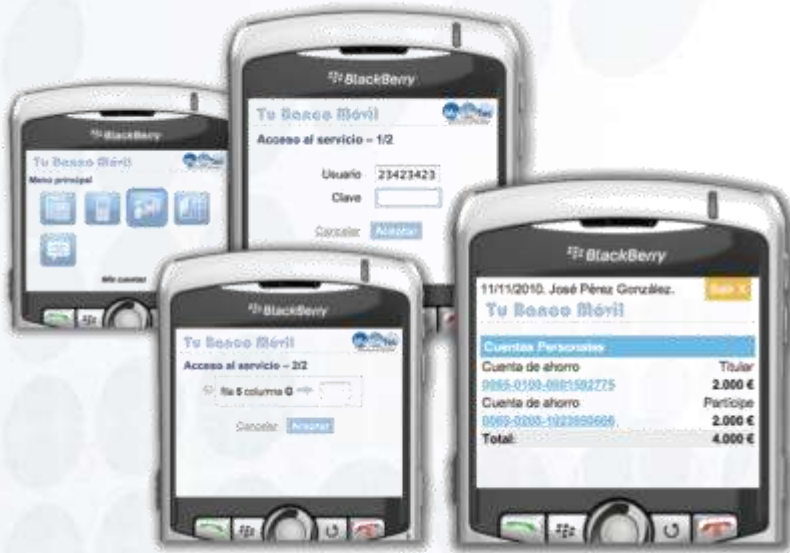 BlackBerry
Tu Banco Móvil
Menú principal
Mis cuentas
BlackBerry
Tu Banco Móvil
Acceso al servicio – 1/2
Usuario 23423423
Clave
Cancelar Aceptar
BlackBerry
Tu Banco Móvil
Acceso al servicio – 2/2
fila 5 columna G
Cancelar Aceptar
BlackBerry
11/11/2010. José Pérez González. Salir X
Tu Banco Móvil
Cuentas Personales
Cuenta de ahorro Titular
2.000 €
Cuenta de ahorro Partícipe
2.000 €
Total: 4.000 €